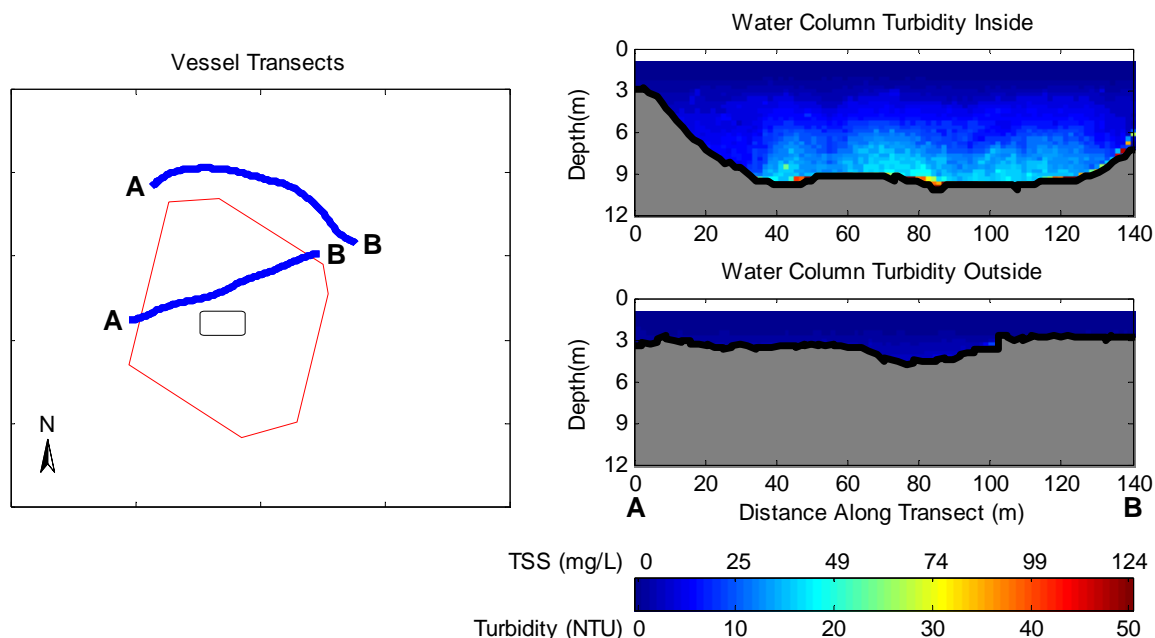 Vessel Transects
A
B
B
A
N
Water Column Turbidity Inside
Depth(m)
0
3
6
9
12
0 20 40 60 80 100 120 140
Water Column Turbidity Outside
Depth(m)
0
3
6
9
12
0 20 40 60 80 100 120 140
A Distance Along Transect (m) B
TSS (mg/L) 0 25 49 74 99 124
Turbidity (NTU) 0 10 20 30 40 50